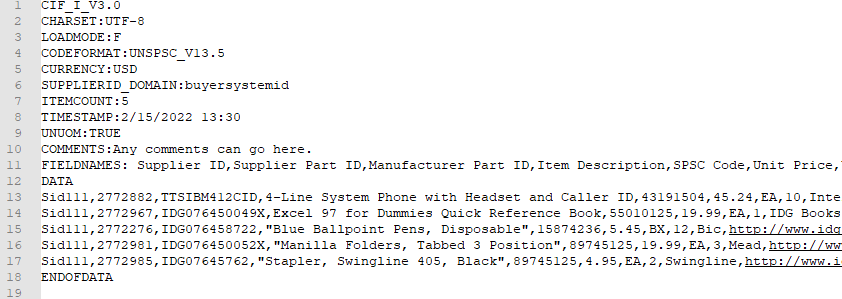 1 CIF_I_V3.0
2 CHARSET:UTF-8
3 LOADMODE:F
4 CODEFORMAT:UNSPSC_V13.5
5 CURRENCY:USD
6 SUPPLIERID_DOMAIN:buyersystemid
7 ITEMCOUNT:5
8 TIMESTAMP:2/15/2022 13:30
9 UNUOM:TRUE
10 COMMENTS:Any comments can go here.
11 FIELDNAMES: Supplier ID,Supplier Part ID,Manufacturer Part ID,Item Description,SPSC Code,Unit Price,
12 DATA
13 Sid111,2772882,TTSIBM412CID,4-Line System Phone with Headset and Caller ID,43191504,45.24,EA,10,Inte
14 Sid111,2772967,IDG076450049X,Excel 97 for Dummies Quick Reference Book,55010125,19.99,EA,1,IDG Books
15 Sid111,2772276,IDG076458722,"Blue Ballpoint Pens, Disposable",15874236,5.45,BX,12,Bic,http://www.idg
16 Sid111,2772981,IDG076450052X,"Manilla Folders, Tabbed 3 Position",89745125,19.99,EA,3,Mead,http://ww
17 Sid111,2772985,IDG07645762,"Stapler, Swingline 405, Black",89745125,4.95,EA,2,Swingline,http://www.i
18 ENDOFDATA
19